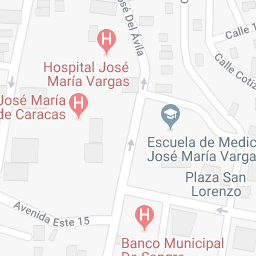 José Del Ávila
Calle 1
Hospital José
María Vargas
Calle Cotiz
José María
de Caracas
Escuela de Medic
José María Varga
Plaza San
Lorenzo
Avenida Este 15
Banco Municipal
De Sangre